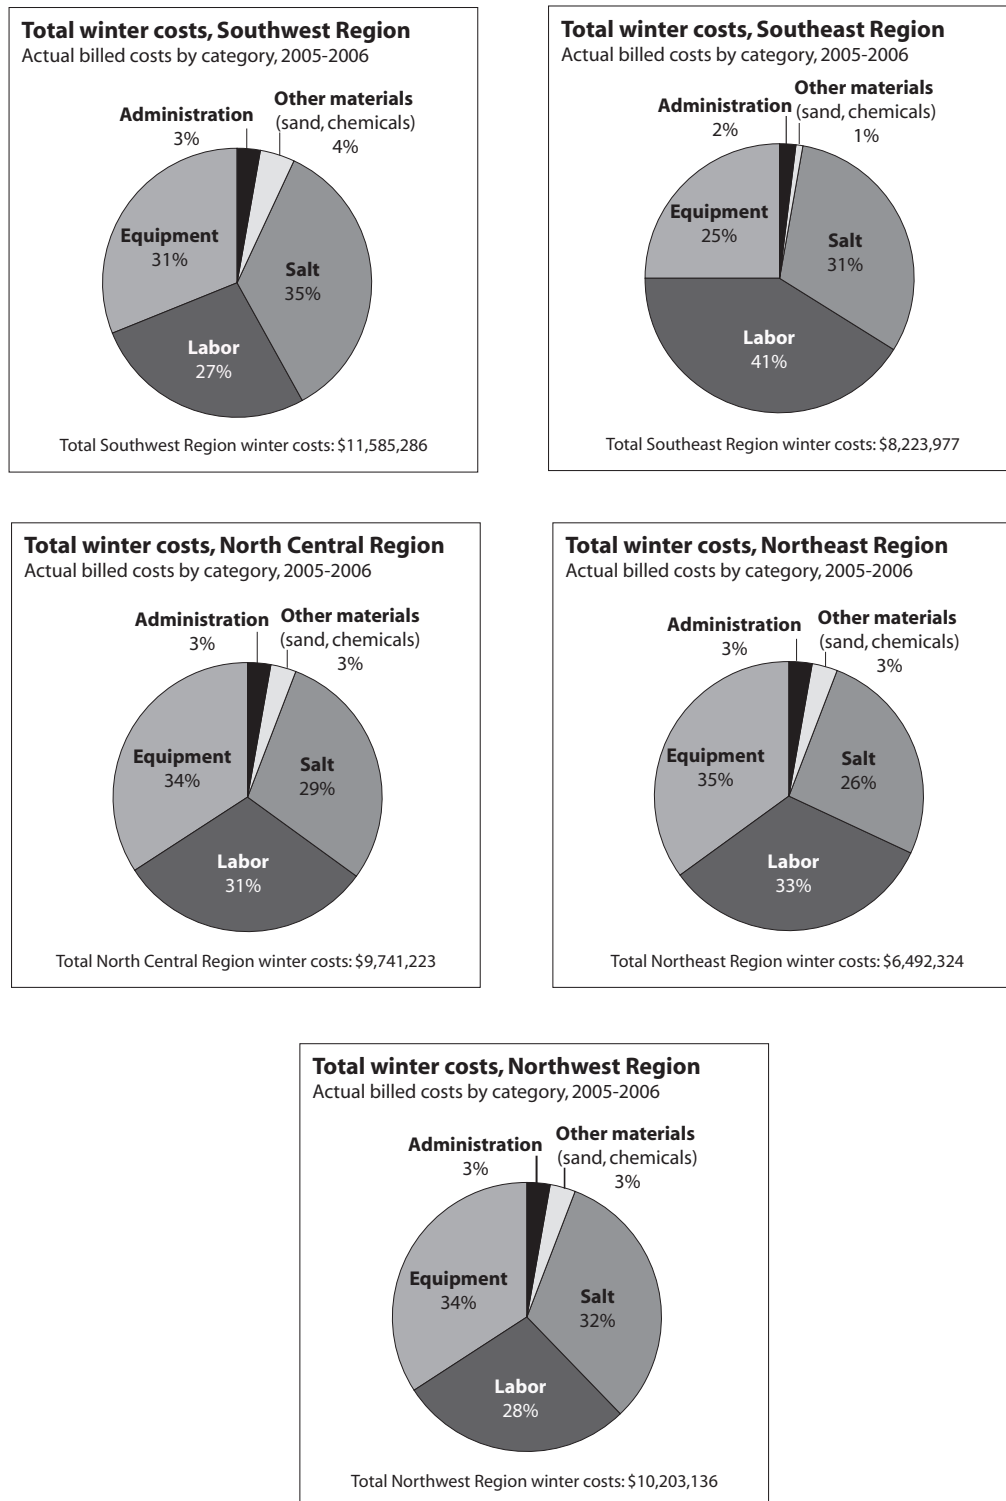 Total winter costs, Southwest Region
Actual billed costs by category, 2005-2006
Administration
3%
Other materials
(sand, chemicals)
4%
Equipment
31%
Salt
35%
Labor
27%
Total Southwest Region winter costs: $11,585,286
Total winter costs, Southeast Region
Actual billed costs by category, 2005-2006
Administration
2%
Other materials
(sand, chemicals)
1%
Equipment
25%
Salt
31%
Labor
41%
Total Southeast Region winter costs: $8,223,977
Total winter costs, North Central Region
Actual billed costs by category, 2005-2006
Administration
3%
Other materials
(sand, chemicals)
3%
Equipment
34%
Salt
29%
Labor
31%
Total North Central Region winter costs: $9,741,223
Total winter costs, Northeast Region
Actual billed costs by category, 2005-2006
Administration
3%
Other materials
(sand, chemicals)
3%
Equipment
35%
Salt
26%
Labor
33%
Total Northeast Region winter costs: $6,492,324
Total winter costs, Northwest Region
Actual billed costs by category, 2005-2006
Administration
3%
Other materials
(sand, chemicals)
3%
Equipment
34%
Salt
32%
Labor
28%
Total Northwest Region winter costs: $10,203,136